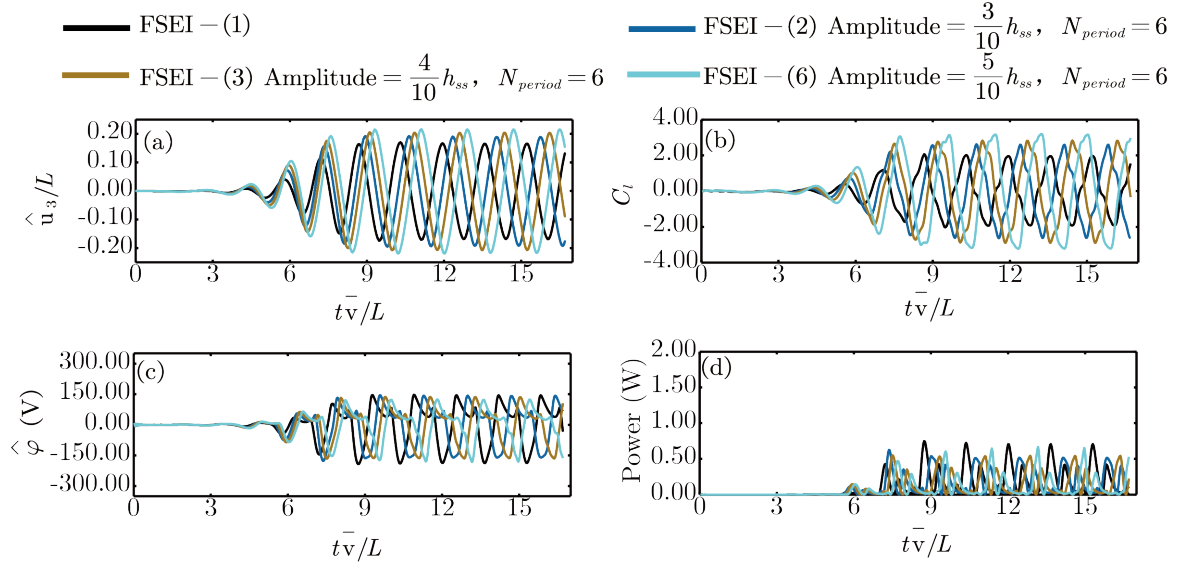 FSEI – (1)
FSEI – (2) Amplitude = 3/10 h_ss, N_period = 6
FSEI – (3) Amplitude = 4/10 h_ss, N_period = 6
FSEI – (6) Amplitude = 5/10 h_ss, N_period = 6
(a)
0.20
0.10
0.00
-0.10
-0.20
û_3/L
0 3 6 9 12 15
tv̄/L
(b)
4.00
2.00
0.00
-2.00
-4.00
C_l
0 3 6 9 12 15
tv̄/L
(c)
300.00
150.00
0.00
-150.00
-300.00
φ̂ (V)
0 3 6 9 12 15
tv̄/L
(d)
2.00
1.50
1.00
0.50
0.00
Power (W)
0 3 6 9 12 15
tv̄/L